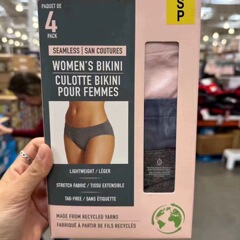 PAQUET DE
4
PACK
S
P
SEAMLESS | SAN COUTURES
WOMEN'S BIKINI
CULOTTE BIKINI
POUR FEMMES
LIGHTWEIGHT / LÉGER
STRETCH FABRIC / TISSU EXTENSIBLE
TAG-FREE / SANS ÉTIQUETTE
MADE FROM RECYCLED YARNS
FABRIQUÉ À PARTIR DE FILS RECYCLÉS